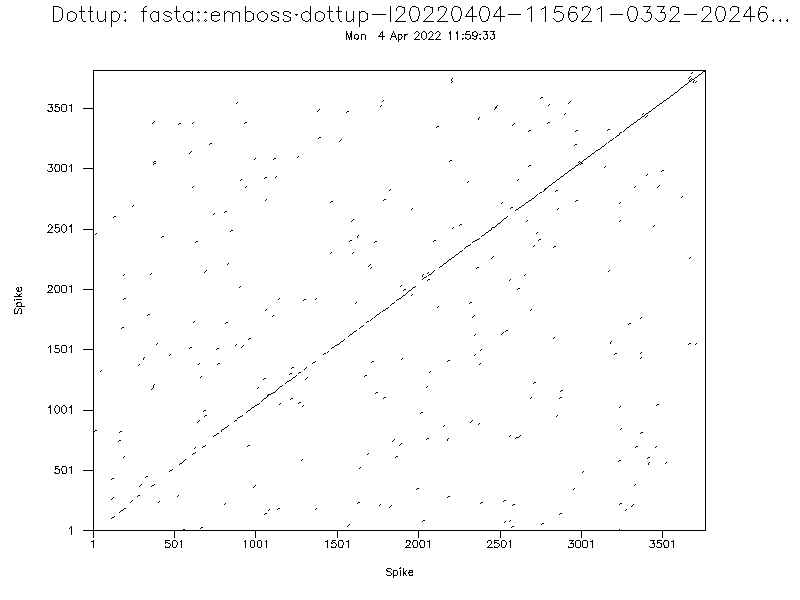 Dottup: fasta::emboss-dottup-I20220404-115621-0332-20246...
Mon 4 Apr 2022 11:59:33
3501
3001
2501
2001
1501
1001
501
1
Spike
1 501 1001 1501 2001 2501 3001 3501
Spike